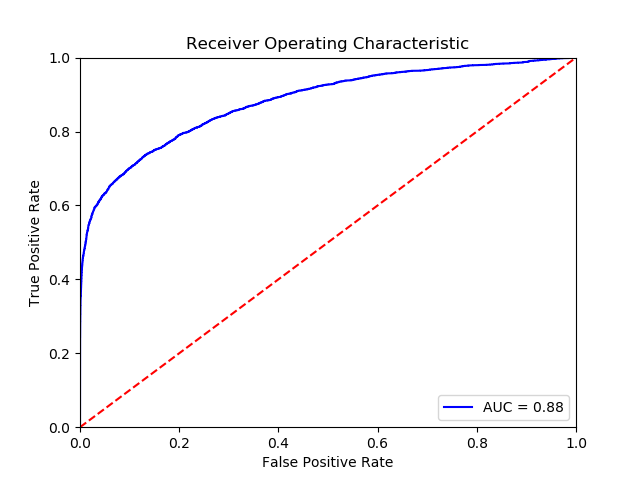 Receiver Operating Characteristic
1.0
0.8
0.6
0.4
0.2
0.0
True Positive Rate
AUC = 0.88
0.0 0.2 0.4 0.6 0.8 1.0
False Positive Rate